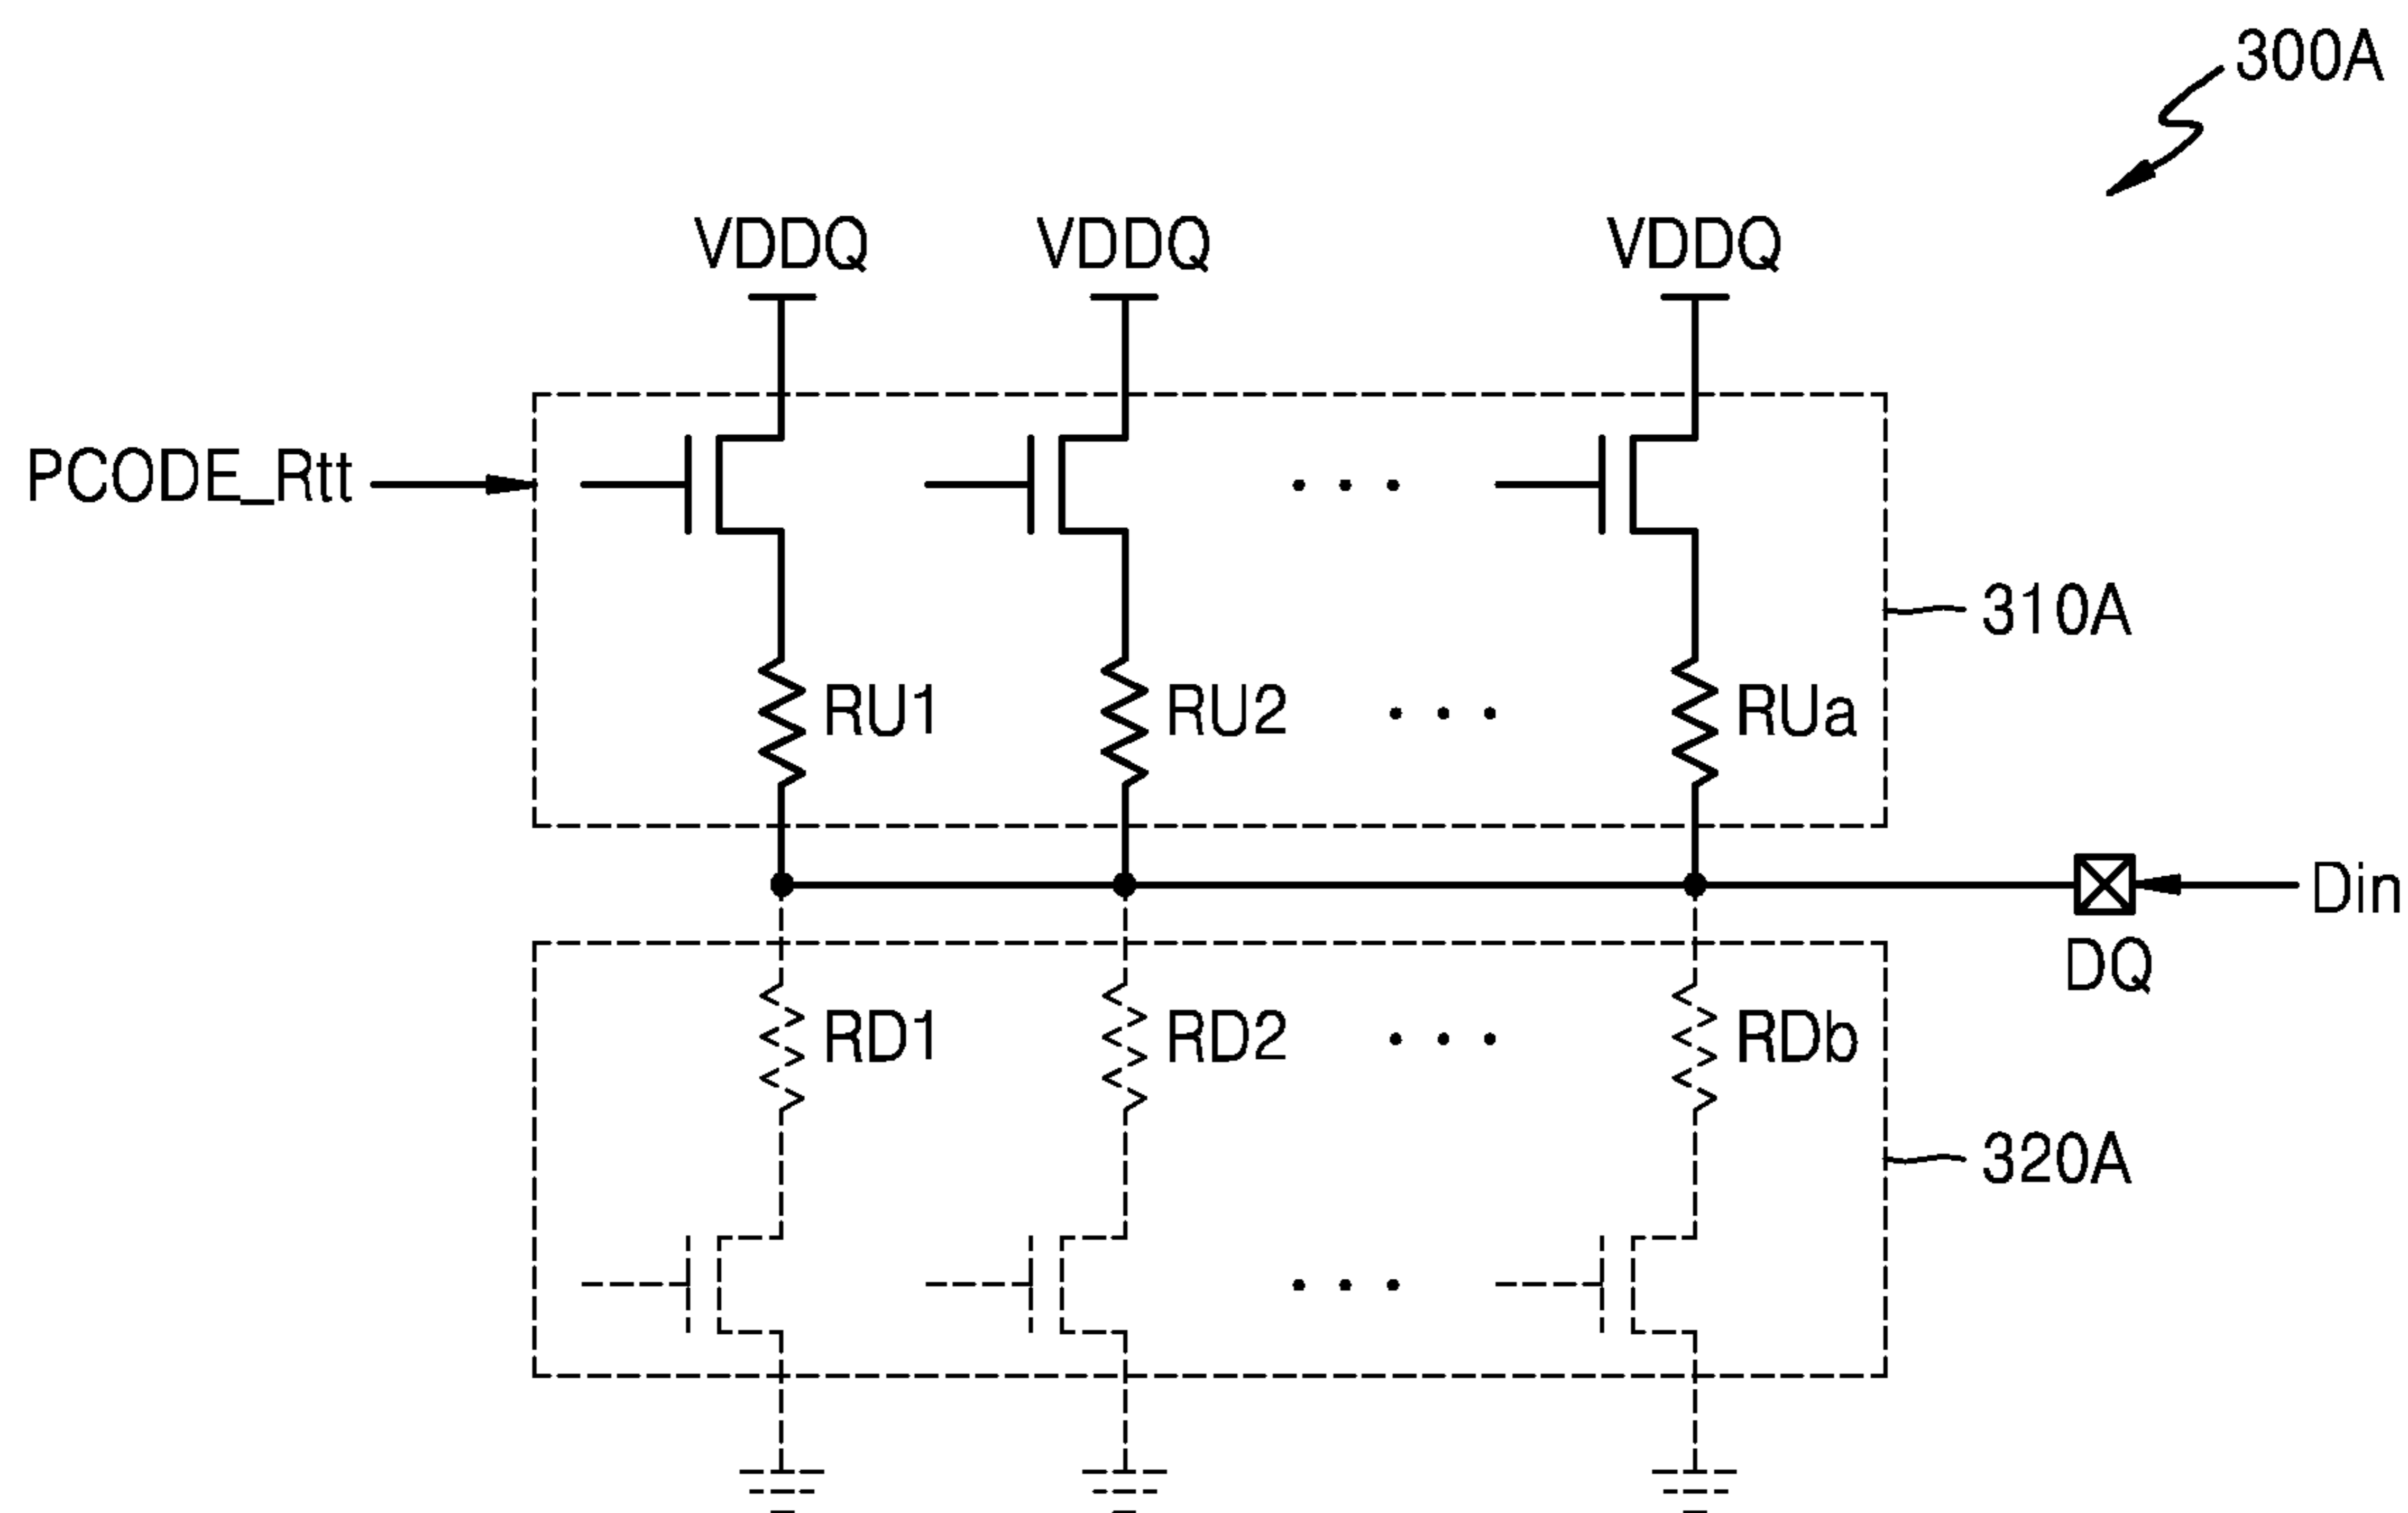 300A
VDDQ VDDQ VDDQ
PCODE_Rtt
. . .
310A
RU1 RU2 . . . RUa
Din
DQ
RD1 RD2 . . . RDb
320A
. . .